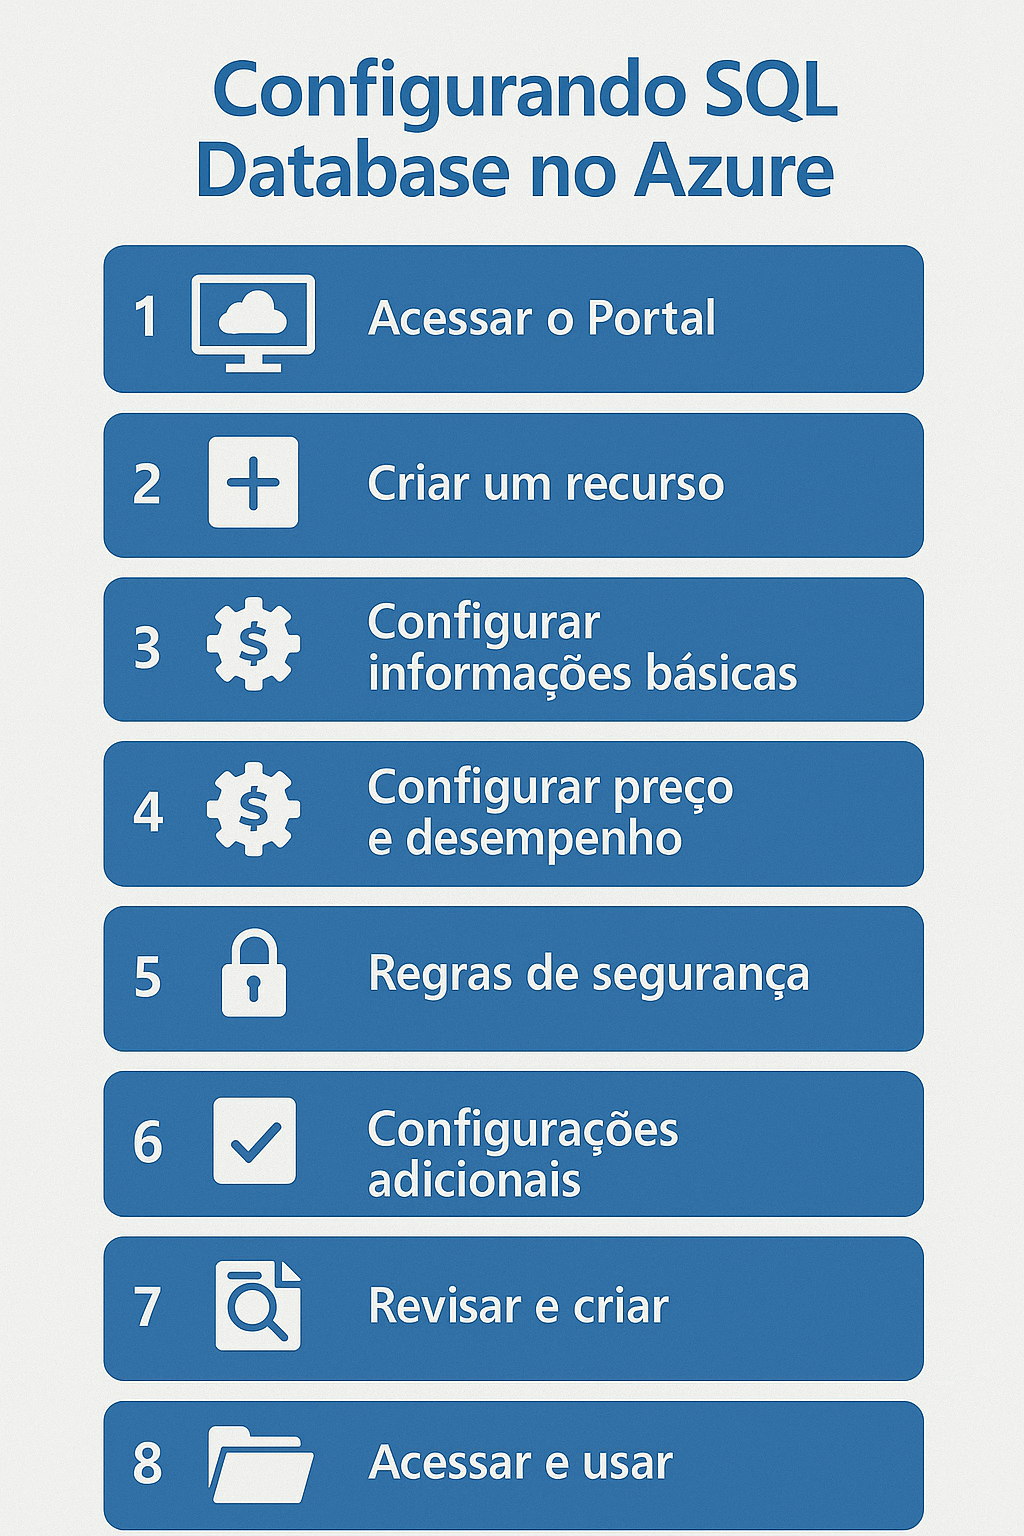 Configurando SQL
Database no Azure
1 Acessar o Portal
2 Criar um recurso
3 $ Configurar
informações básicas
4 $ Configurar preço
e desempenho
5 Regras de segurança
6 Configurações
adicionais
7 Revisar e criar
8 Acessar e usar